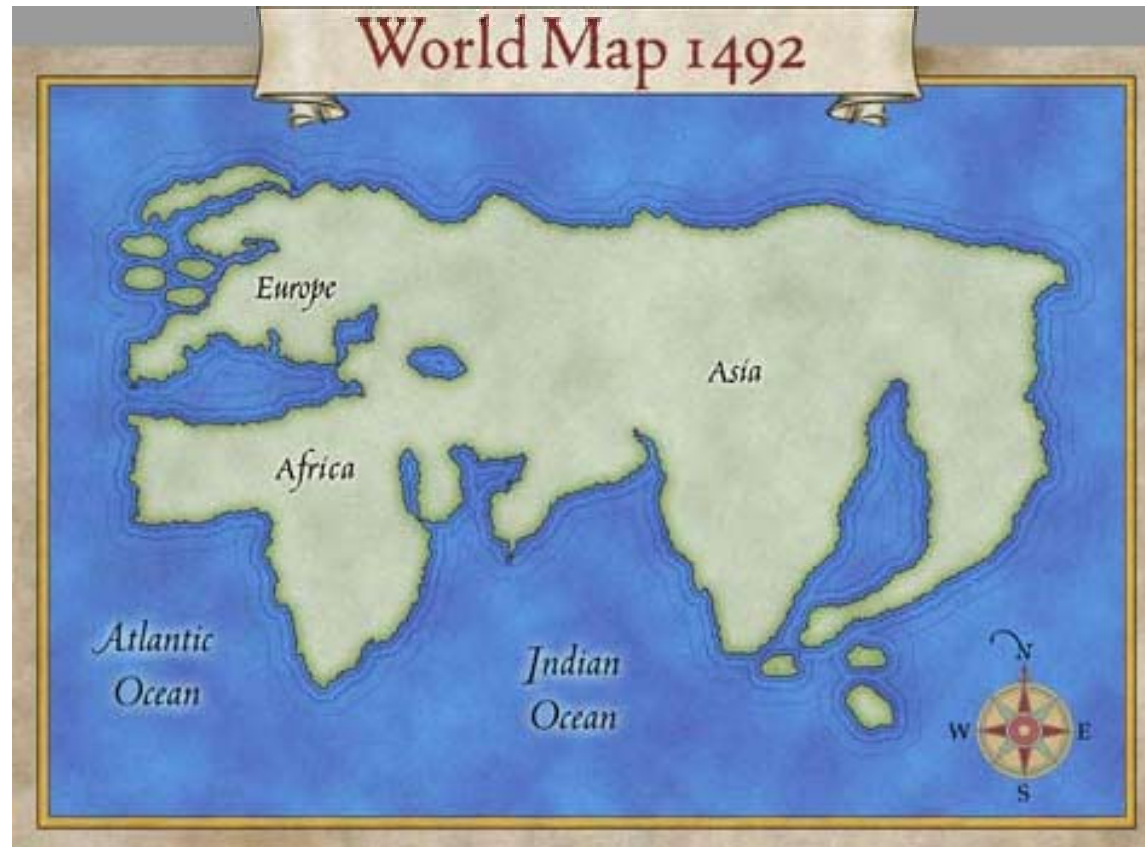 World Map 1492
Europe
Asia
Africa
Atlantic
Ocean
Indian
Ocean
N
W E
S